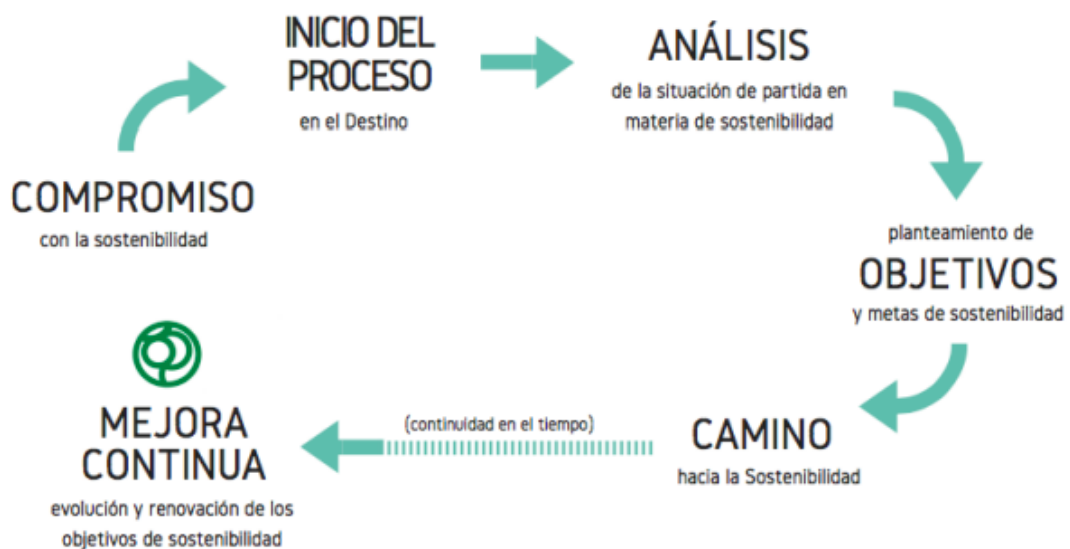 COMPROMISO
con la sostenibilidad
INICIO DEL
PROCESO
en el Destino
ANÁLISIS
de la situación de partida en
materia de sostenibilidad
planteamiento de
OBJETIVOS
y metas de sostenibilidad
CAMINO
hacia la Sostenibilidad
(continuidad en el tiempo)
MEJORA
CONTINUA
evolución y renovación de los
objetivos de sostenibilidad